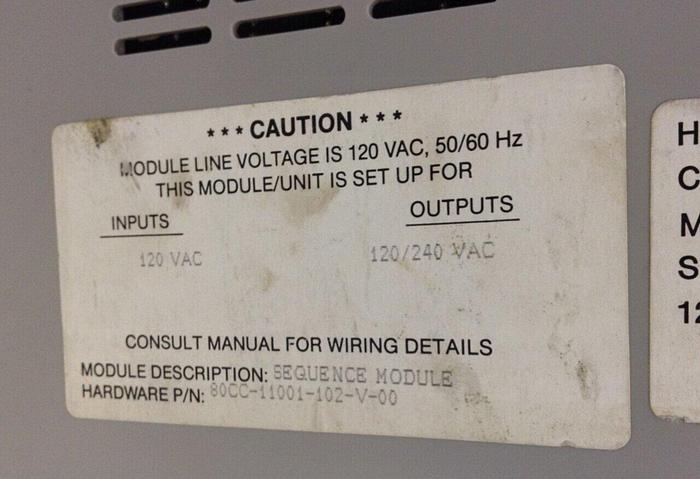 *** CAUTION ***
MODULE LINE VOLTAGE IS 120 VAC, 50/60 Hz
THIS MODULE/UNIT IS SET UP FOR
INPUTS OUTPUTS
120 VAC 120/240 VAC
CONSULT MANUAL FOR WIRING DETAILS
MODULE DESCRIPTION: SEQUENCE MODULE
HARDWARE P/N: 80CC-11001-102-V-00
H
C
M
S
12